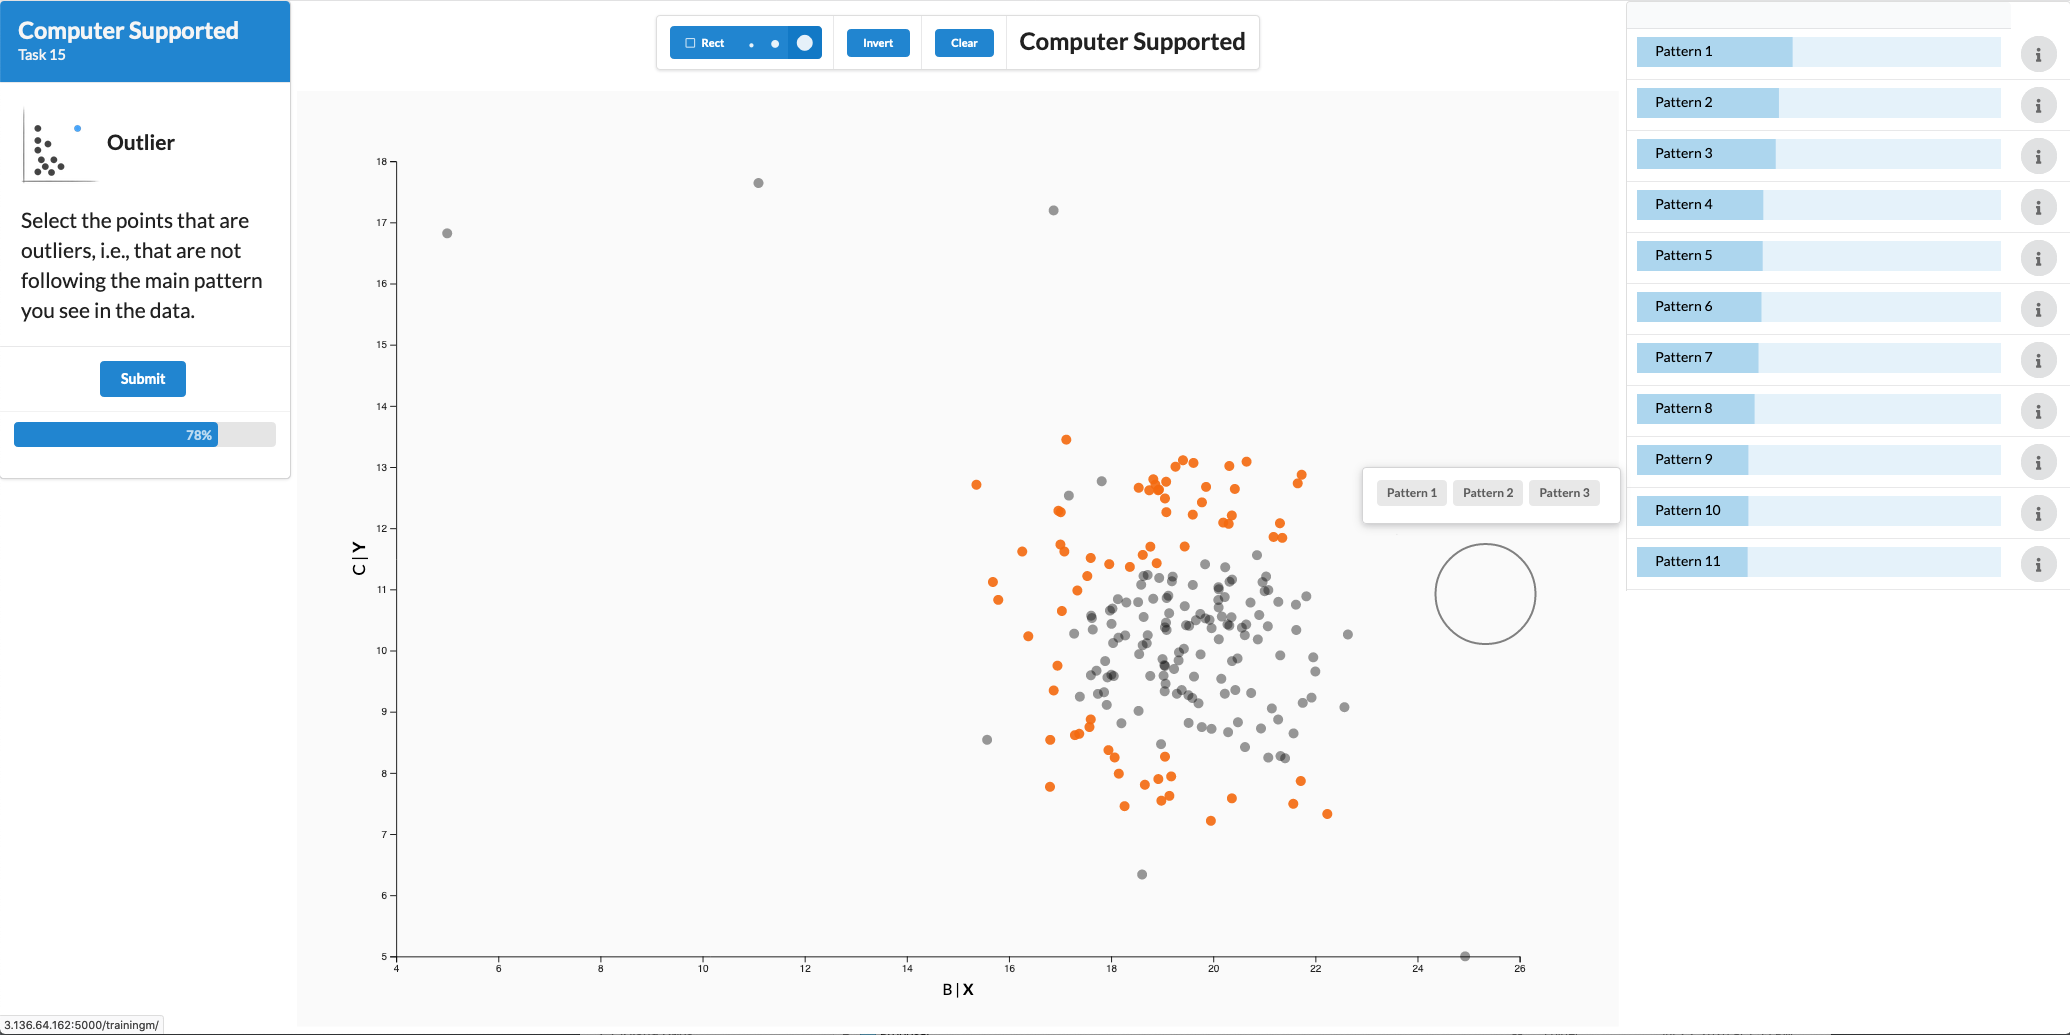 Computer Supported
Task 15
Outlier
Select the points that are
outliers, i.e., that are not
following the main pattern
you see in the data.
Submit
78%
Rect
Invert
Clear
Computer Supported
18
17
16
15
14
13
12
11
10
9
8
7
6
5
C | Y
4 6 8 10 12 14 16 18 20 22 24 26
B | X
Pattern 1 Pattern 2 Pattern 3
Pattern 1
Pattern 2
Pattern 3
Pattern 4
Pattern 5
Pattern 6
Pattern 7
Pattern 8
Pattern 9
Pattern 10
Pattern 11
3.136.64.162:5000/trainingm/